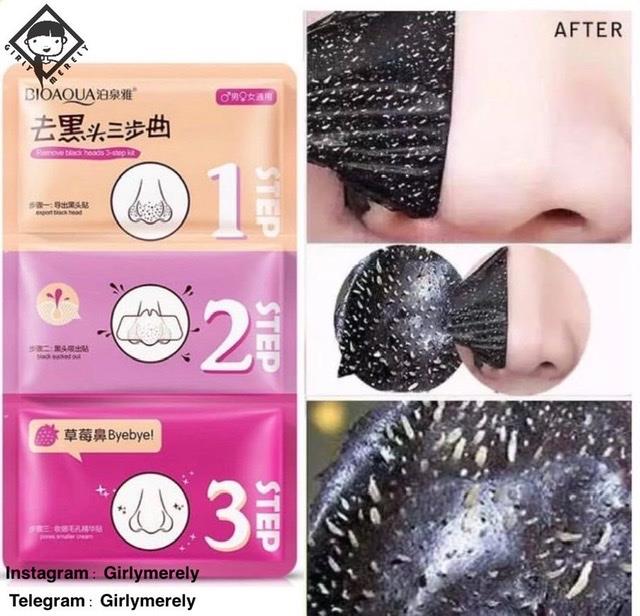 GIRLY MERELY
BIOAQUA泊泉雅®
♂男♀女通用
去黑头三步曲
Remove black heads 3-step kit
1 STEP
步骤一：导出黑头贴
export black head
2 STEP
步骤二：黑头吸出贴
black sucked out
草莓鼻Byebye!
3 STEP
步骤三：收缩毛孔精华贴
pores smaller cream
AFTER
Instagram： Girlymerely
Telegram： Girlymerely